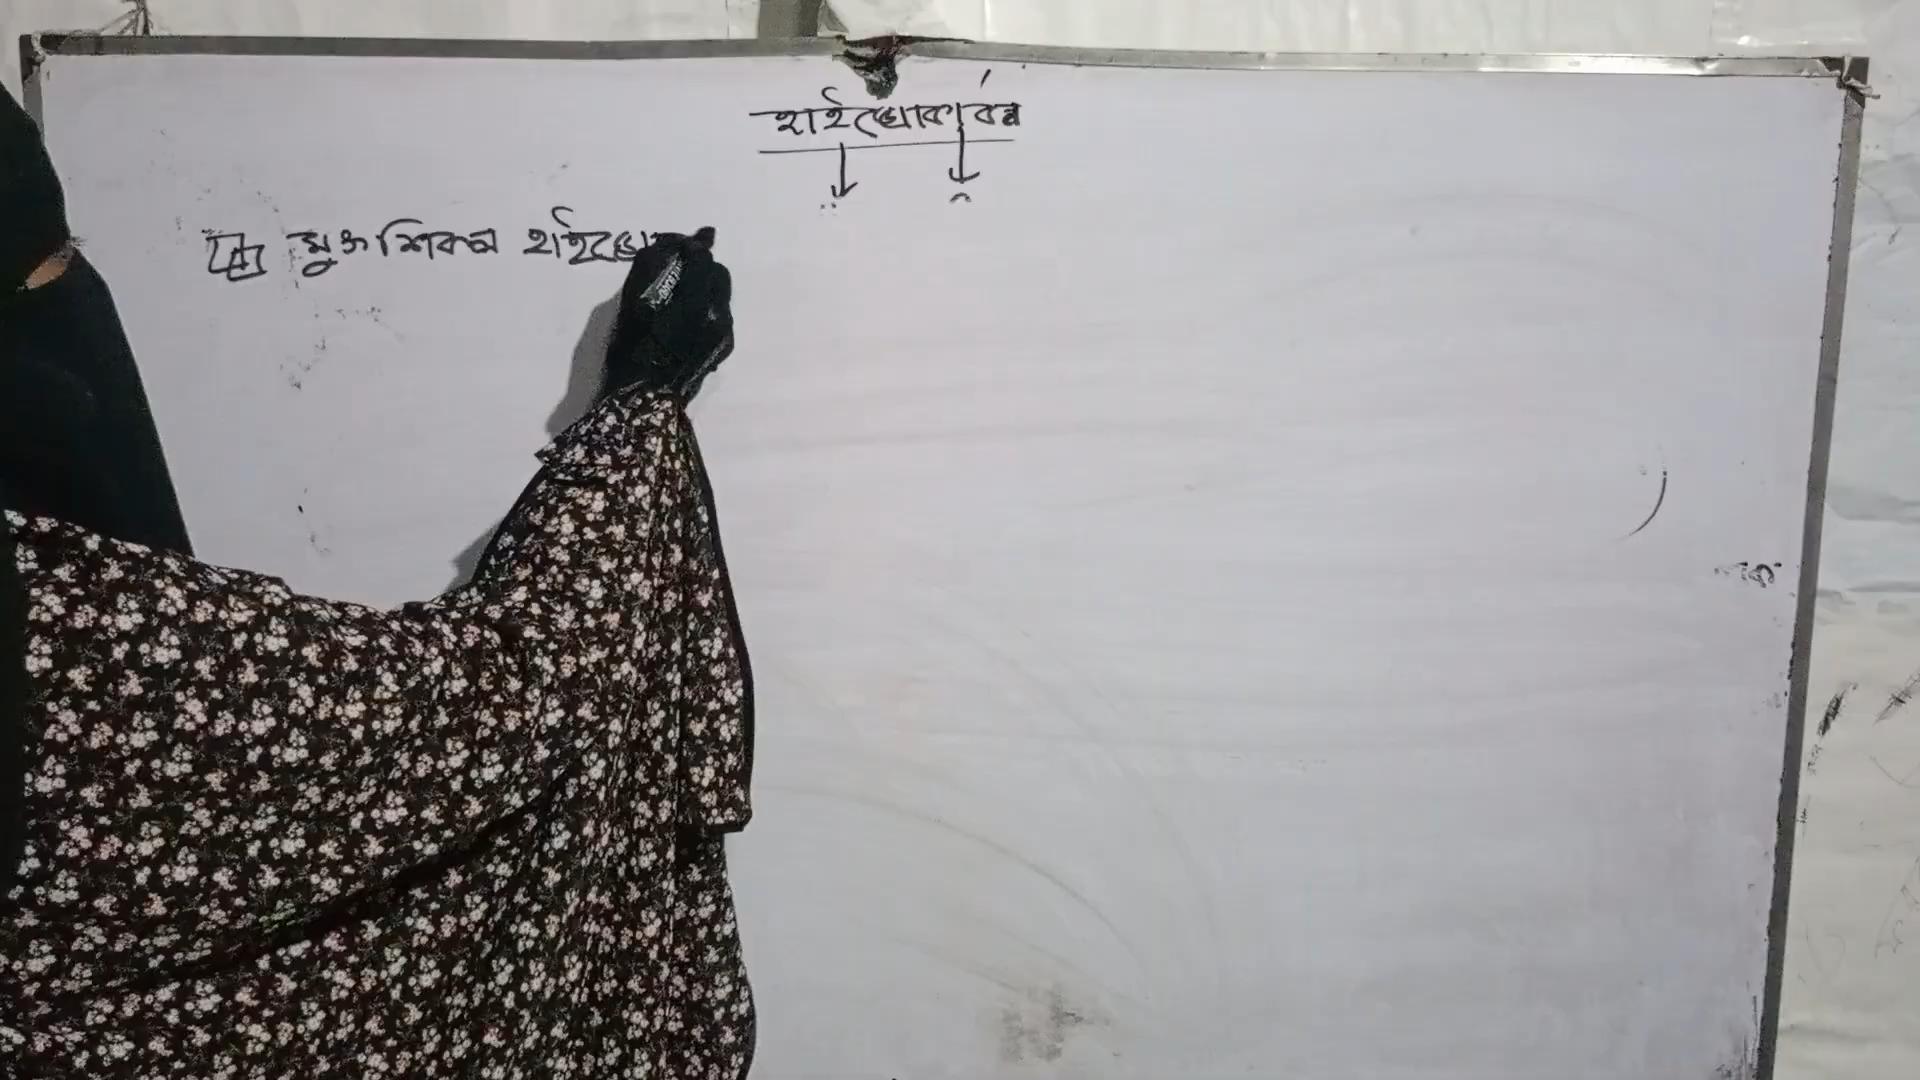 হাইড্রোকার্বন
মুক্ত শিকল হাইড্রো